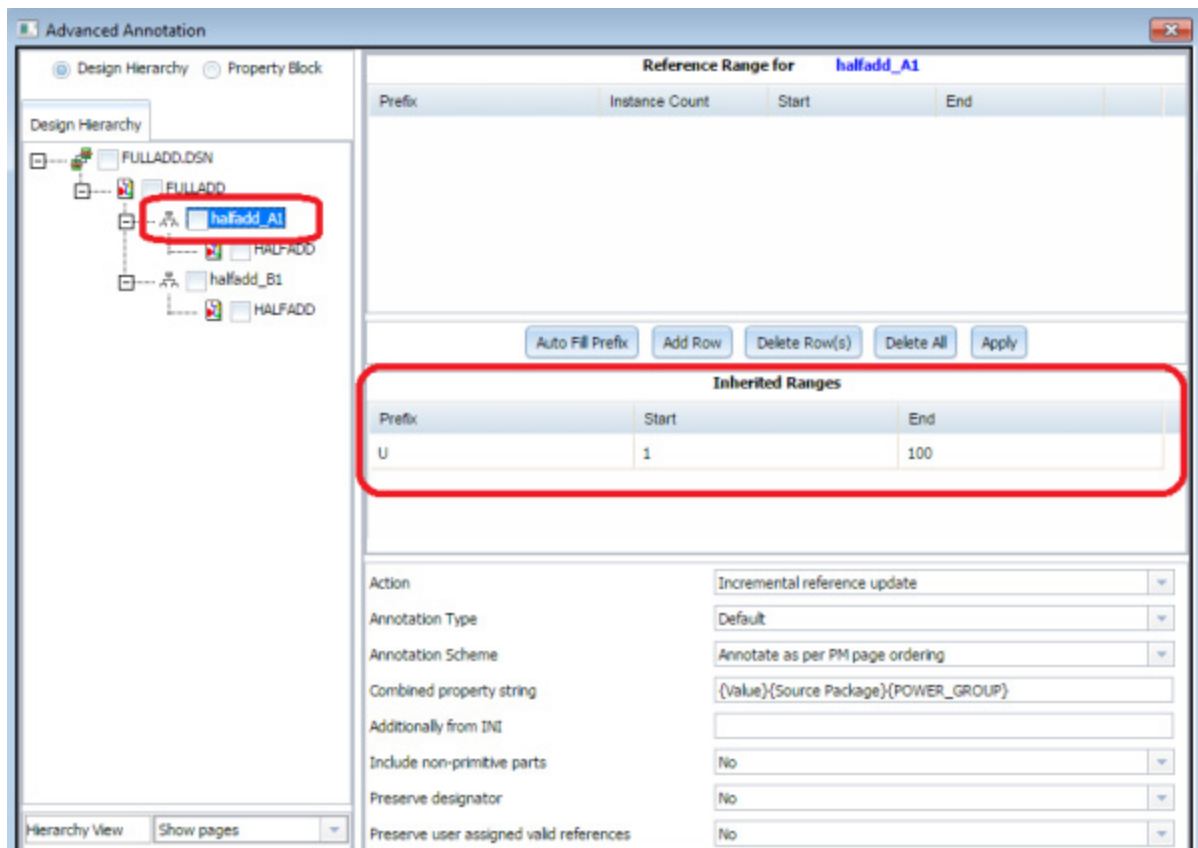 Advanced Annotation
Design Hierarchy Property Block
Design Hierarchy
FULLADD.DSN
FULLADD
halfadd_A1
HALFADD
halfadd_B1
HALFADD
Hierarchy View Show pages
Reference Range for halfadd_A1
Prefix Instance Count Start End
Auto Fill Prefix Add Row Delete Row(s) Delete All Apply
Inherited Ranges
Prefix Start End
U 1 100
Action Incremental reference update
Annotation Type Default
Annotation Scheme Annotate as per PM page ordering
Combined property string {Value}{Source Package}{POWER_GROUP}
Additionally from INI
Include non-primitive parts No
Preserve designator No
Preserve user assigned valid references No